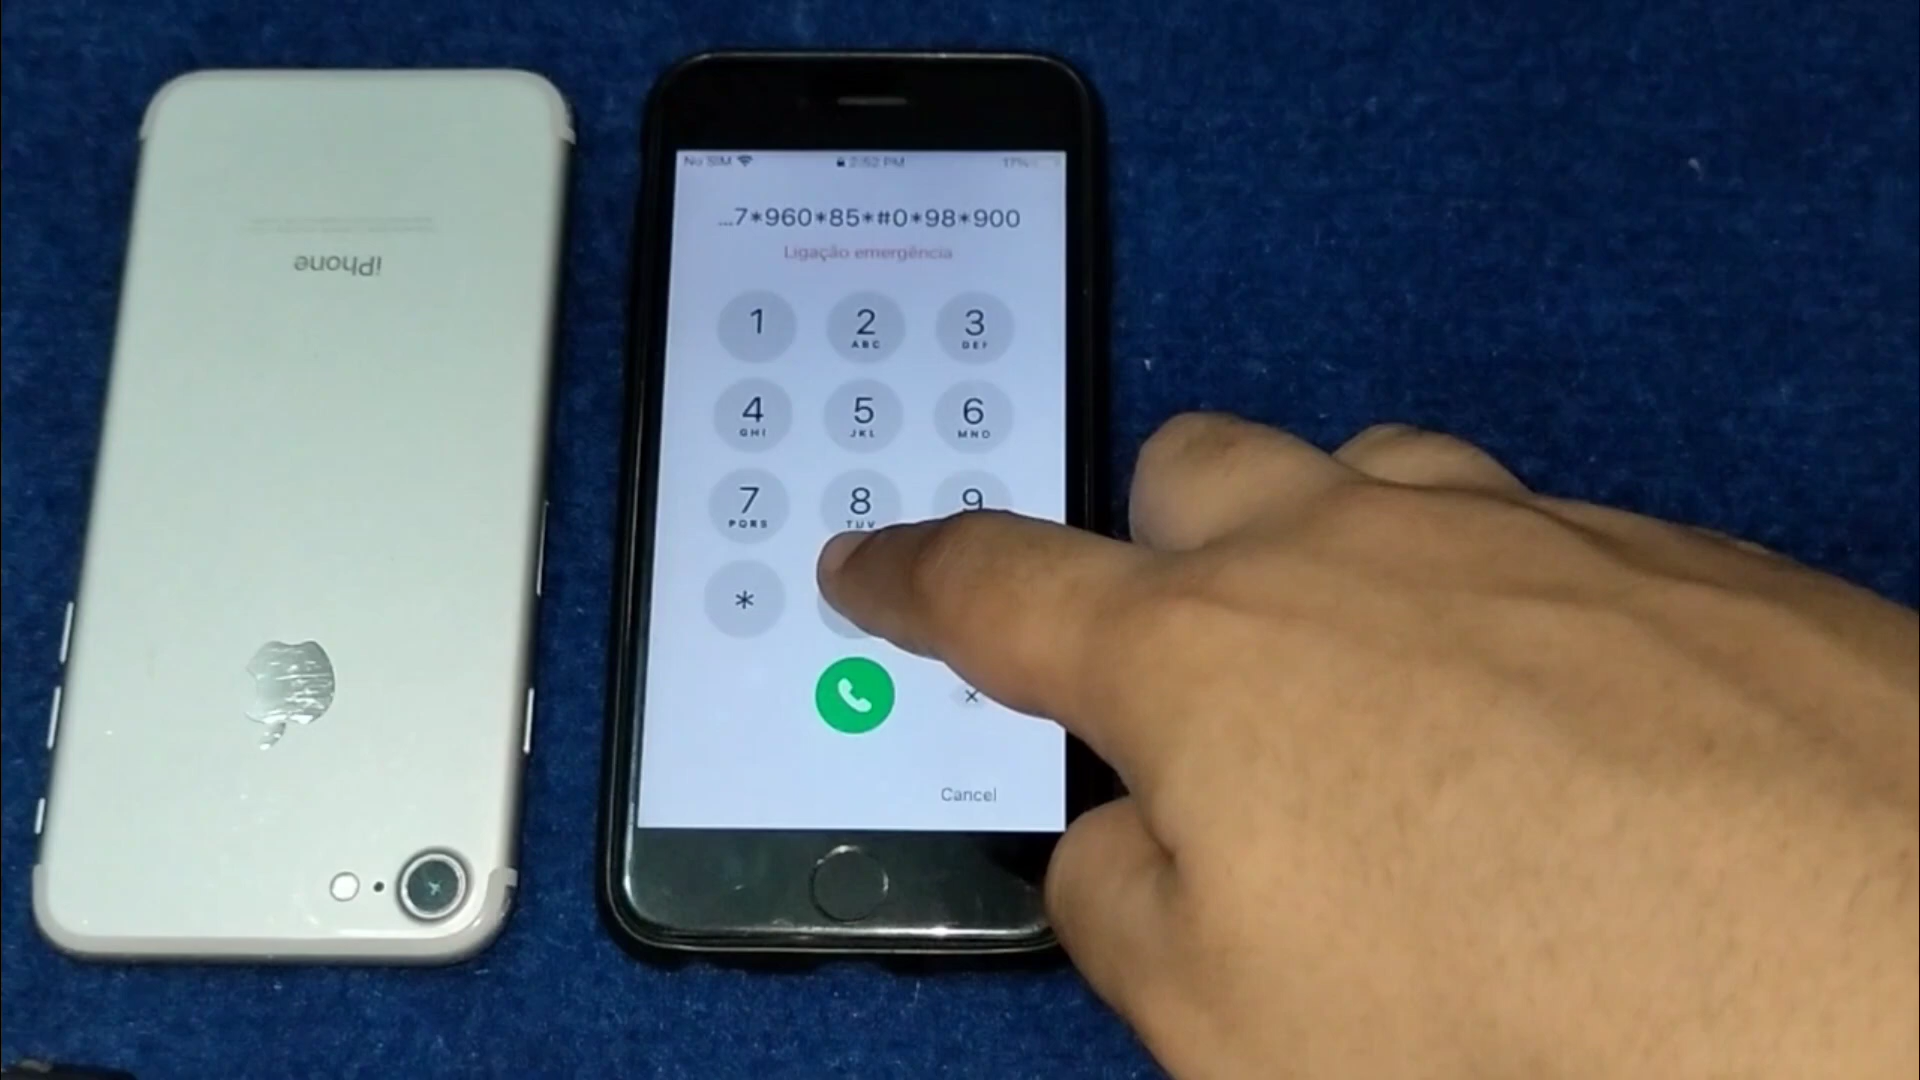 iPhone
No SIM 2:52 PM 17%
...7*960*85*#0*98*900
Ligação emergência
1 2 3
ABC DEF
4 5 6
GHI JKL MNO
7 8 9
PQRS TUV
*
Cancel